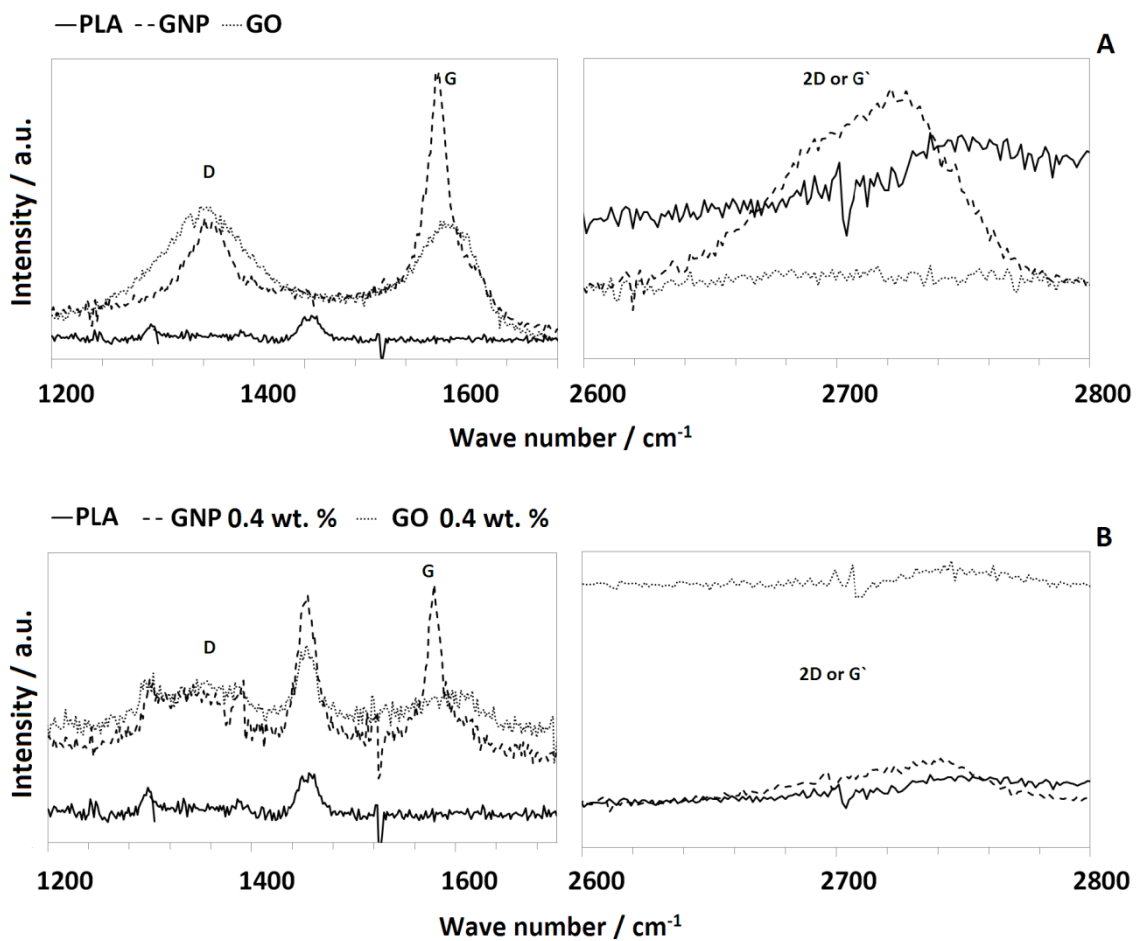 PLA GNP GO
A
Intensity / a.u.
D
G
2D or G`
1200 1400 1600 2600 2700 2800
Wave number / cm-1
PLA GNP 0.4 wt. % GO 0.4 wt. %
B
Intensity / a.u.
D
G
2D or G`
1200 1400 1600 2600 2700 2800
Wave number / cm-1